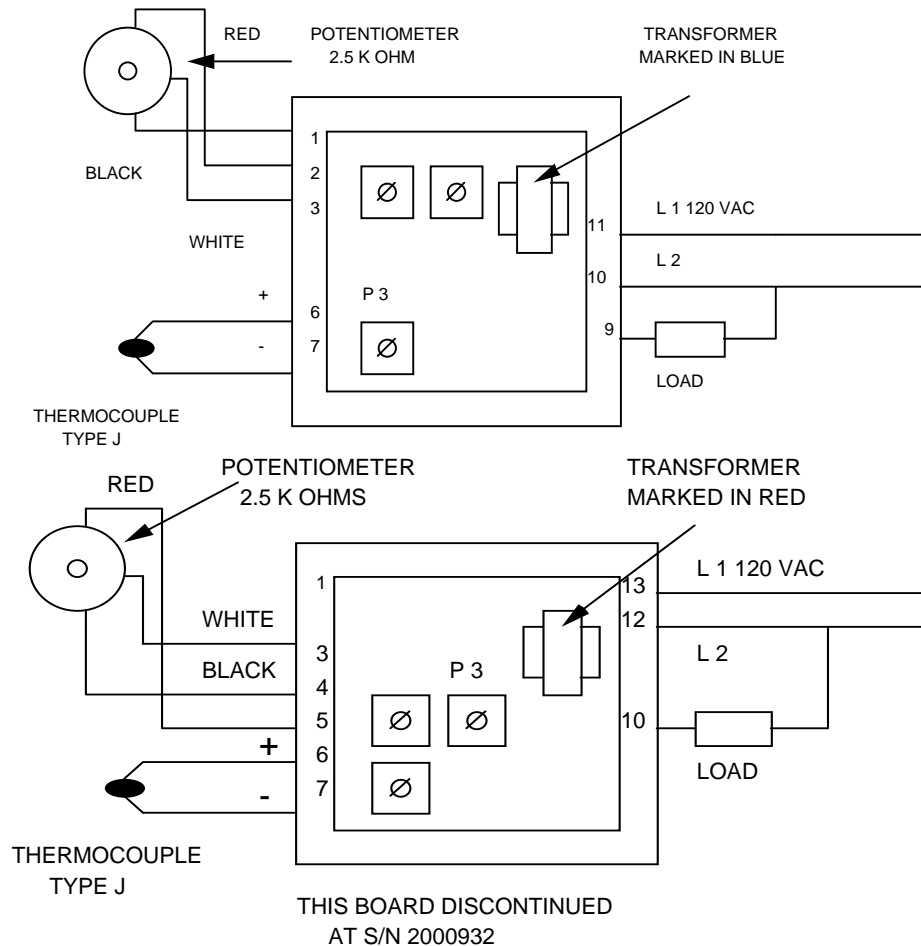 RED
POTENTIOMETER
2.5 K OHM
TRANSFORMER
MARKED IN BLUE
1
BLACK
2
3
WHITE
L 1 120 VAC
11
L 2
10
+
P 3
6
9
-
7
LOAD
THERMOCOUPLE
TYPE J
POTENTIOMETER
2.5 K OHMS
RED
TRANSFORMER
MARKED IN RED
1
13
L 1 120 VAC
12
WHITE
3
L 2
BLACK
4
P 3
5
10
+
6
LOAD
7
-
THERMOCOUPLE
TYPE J
THIS BOARD DISCONTINUED
AT S/N 2000932